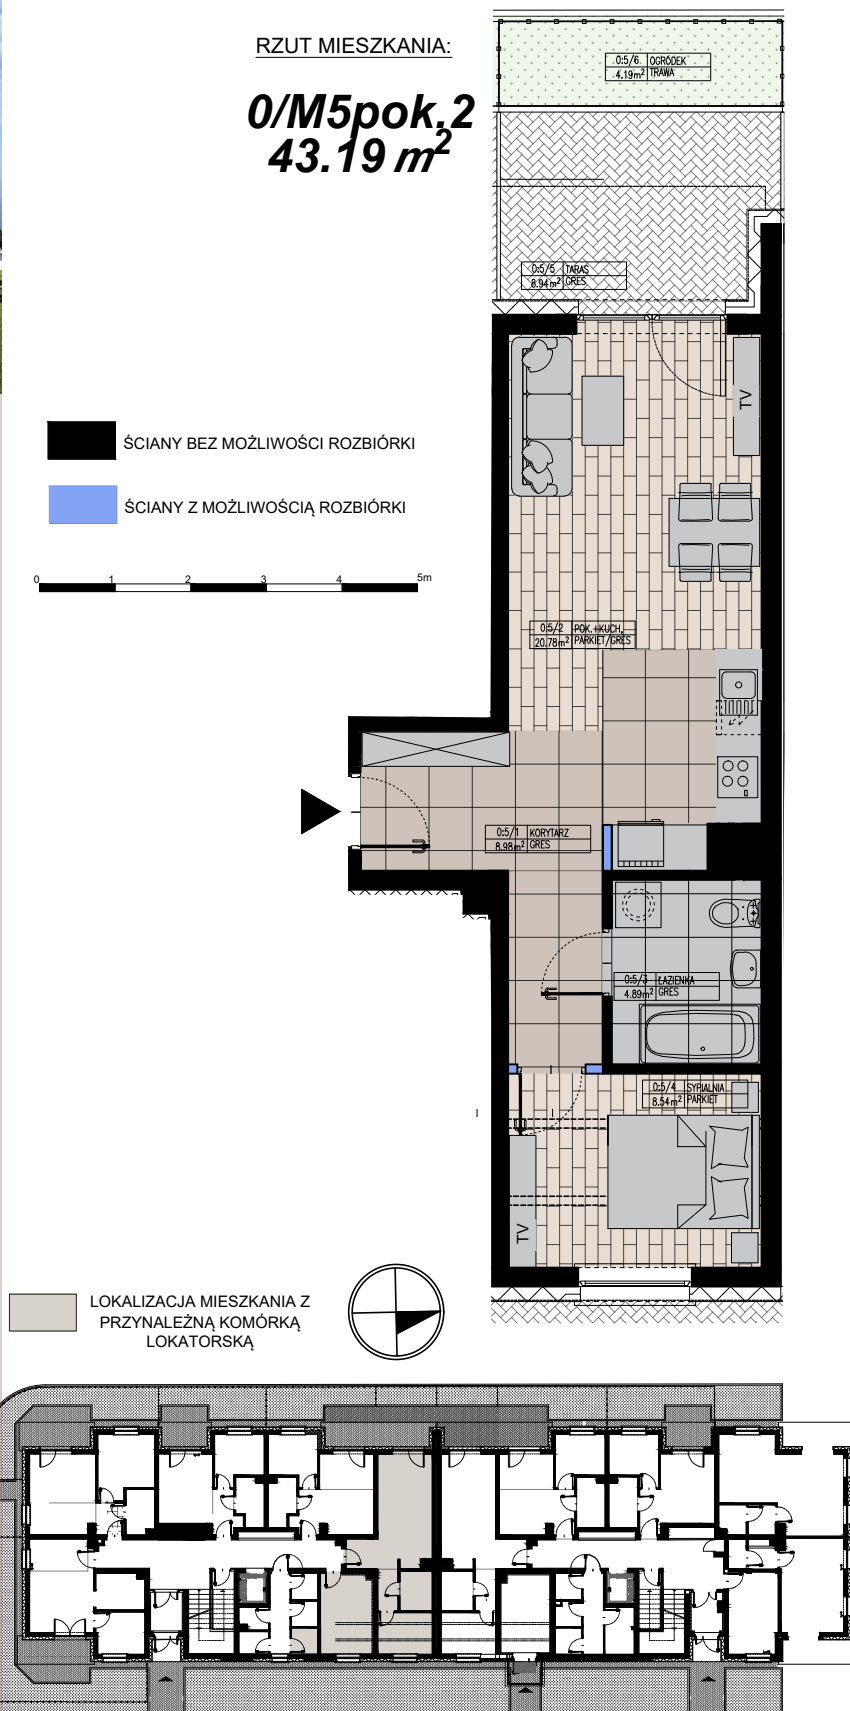 RZUT MIESZKANIA:
0/M5pok.2
43.19 m²
0:5/6 OGRÓDEK
4.19m² TRAWA
0:5/5 TARAS
8.94m² GRES
TV
ŚCIANY BEZ MOŻLIWOŚCI ROZBIÓRKI
ŚCIANY Z MOŻLIWOŚCIĄ ROZBIÓRKI
0 1 2 3 4 5m
0:5/2 POK.+KUCH.
20.78m² PARKIET/GRES
0:5/1 KORYTARZ
8.98m² GRES
0:5/3 ŁAZIENKA
4.89m² GRES
0:5/4 SYPIALNIA
8.54m² PARKIET
TV
LOKALIZACJA MIESZKANIA Z
PRZYNALEŻNĄ KOMÓRKĄ
LOKATORSKĄ